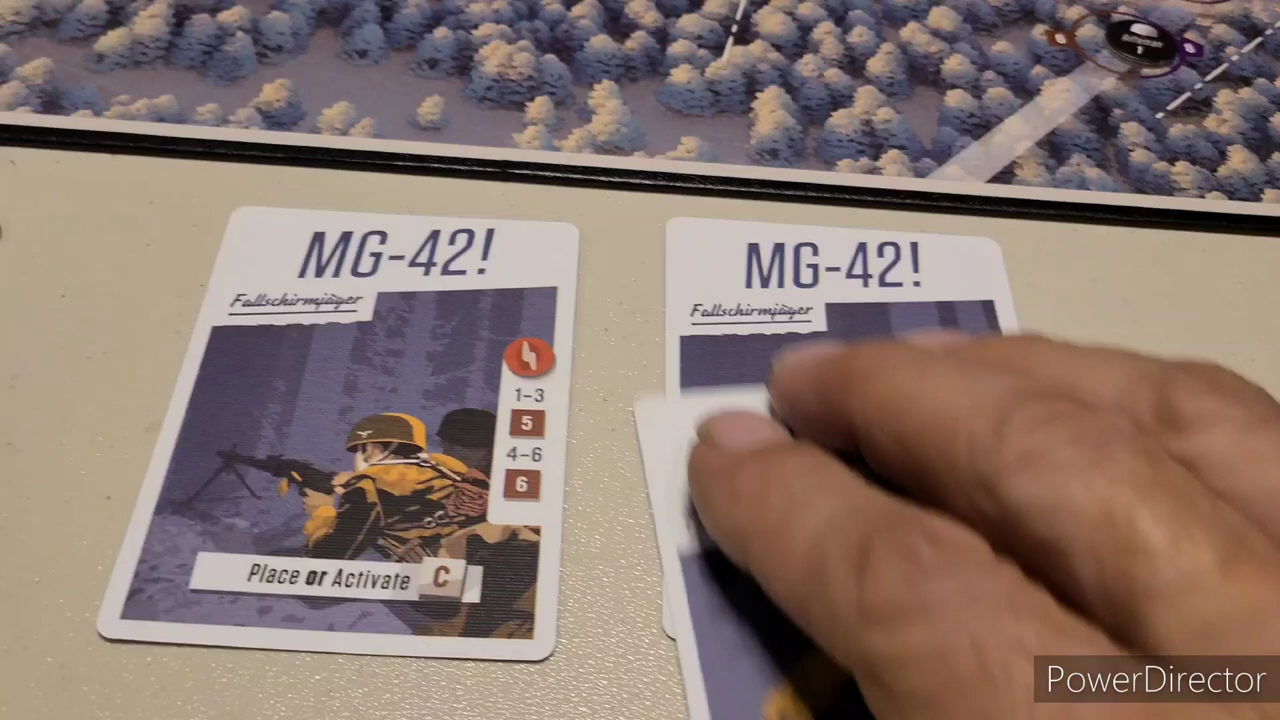 MG-42!
Fallschirmjäger
1-3
5
4-6
6
Place or Activate C
MG-42!
Fallschirmjäger
PowerDirector